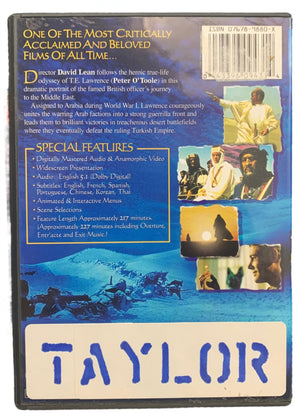 ONE OF THE MOST CRITICALLY
ACCLAIMED AND BELOVED
FILMS OF ALL TIME...
ISBN 0-7678-9880-X
Director David Lean follows the heroic true-life
odyssey of T.E. Lawrence (Peter O'Toole) in this
dramatic portrait of the famed British officer's journey
to the Middle East.
Assigned to Arabia during World War I, Lawrence courageously
unites the warring Arab factions into a strong guerrilla front and
leads them to brilliant victories in treacherous desert battlefields
where they eventually defeat the ruling Turkish Empire.
SPECIAL FEATURES
• Digitally Mastered Audio & Anamorphic Video
• Widescreen Presentation
• Audio: English 5.1 (Dolby Digital)
• Subtitles: English, French, Spanish,
Portuguese, Chinese, Korean, Thai
• Animated & Interactive Menus
• Scene Selections
• Feature Length Approximately 217 minutes
(Approximately 227 minutes including Overture,
Entr'acte and Exit Music)
TAYLOR